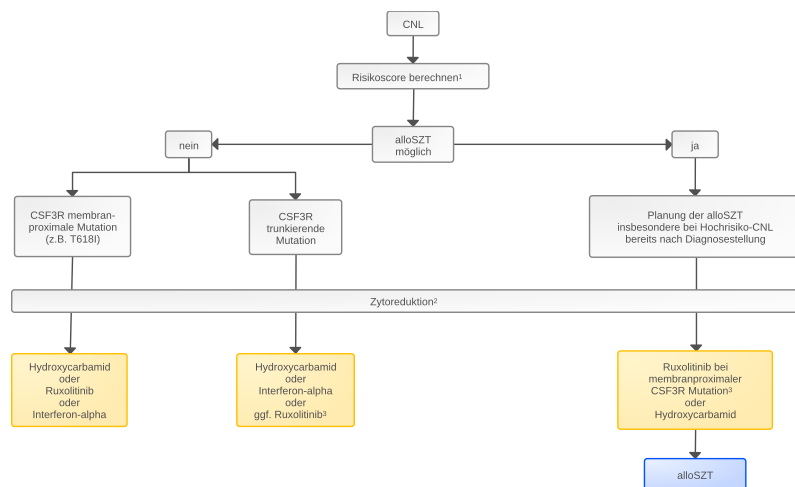 CNL
Risikoscore berechnen¹
alloSZT
möglich
nein
ja
CSF3R membran-
proximale Mutation
(z.B. T618I)
CSF3R
trunkierende
Mutation
Planung der alloSZT
insbesondere bei Hochrisiko-CNL
bereits nach Diagnosestellung
Zytoreduktion²
Hydroxycarbamid
oder
Ruxolitinib
oder
Interferon-alpha
Hydroxycarbamid
oder
Interferon-alpha
oder
ggf. Ruxolitinib³
Ruxolitinib bei
membranproximaler
CSF3R Mutation³
oder
Hydroxycarbamid
alloSZT